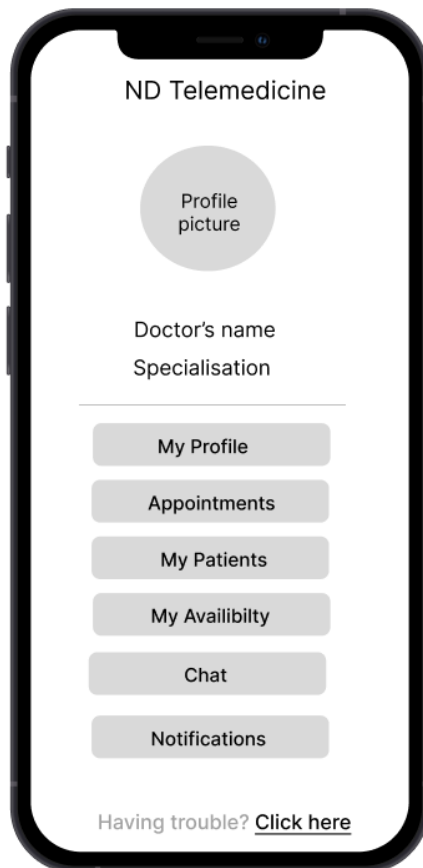 ND Telemedicine
Profile
picture
Doctor's name
Specialisation
My Profile
Appointments
My Patients
My Availibilty
Chat
Notifications
Having trouble? Click here